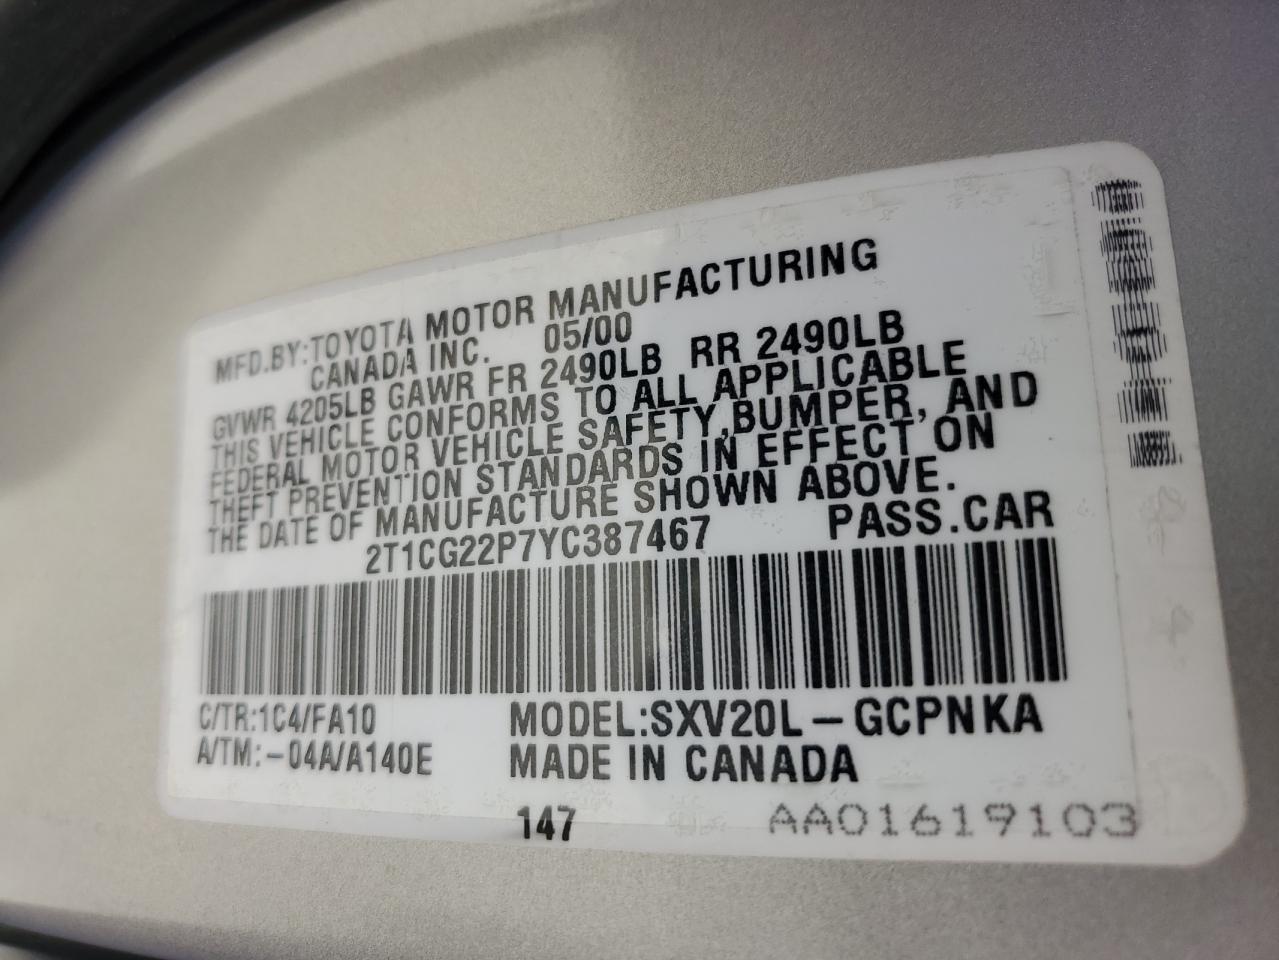 MFD.BY:TOYOTA MOTOR MANUFACTURING
CANADA INC. 05/00
GVWR 4205LB GAWR FR 2490LB RR 2490LB
THIS VEHICLE CONFORMS TO ALL APPLICABLE
FEDERAL MOTOR VEHICLE SAFETY,BUMPER, AND
THEFT PREVENTION STANDARDS IN EFFECT ON
THE DATE OF MANUFACTURE SHOWN ABOVE.
2T1CG22P7YC387467 PASS.CAR
C/TR:1C4/FA10 MODEL:SXV20L-GCPNKA
A/TM:-04A/A140E MADE IN CANADA
147 AA01619103